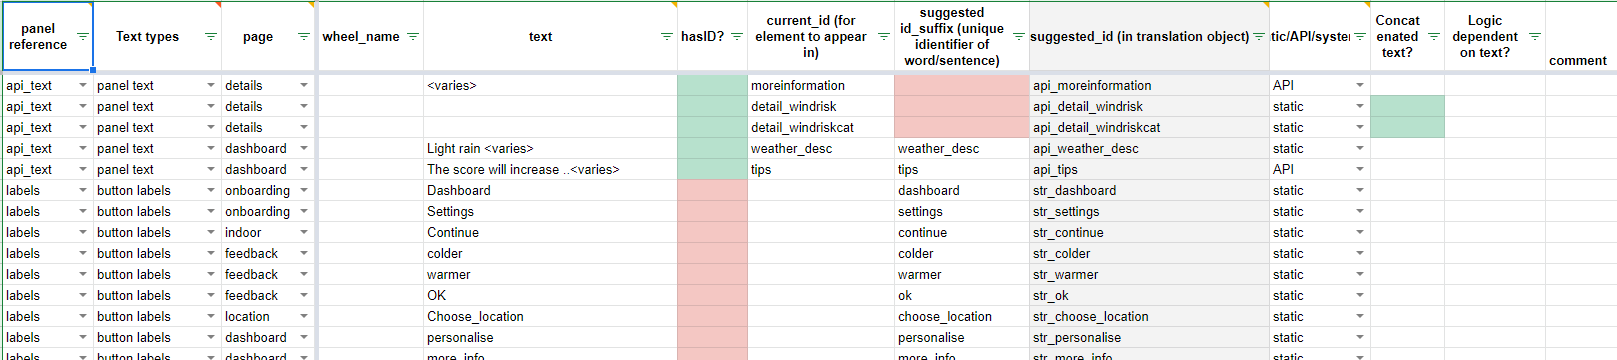 panel reference Text types page wheel_name text hasID? current_id (for element to appear in) suggested id_suffix (unique idientifier of word/sentence) suggested_id (in translation object) tic/API/syster Concat enated text? Logic dependent on text? comment
api_text panel text details <varies> moreinformation api_moreinformation API
api_text panel text details detail_windrisk api_detail_windrisk static
api_text panel text details detail_windriskcat api_detail_windriskcat static
api_text panel text dashboard Light rain <varies> weather_desc weather_desc api_weather_desc static
api_text panel text dashboard The score will increase ..<varies> tips tips api_tips API
labels button labels onboarding Dashboard dashboard str_dashboard static
labels button labels onboarding Settings settings str_settings static
labels button labels indoor Continue continue str_continue static
labels button labels feedback colder colder str_colder static
labels button labels feedback warmer warmer str_warmer static
labels button labels feedback OK ok str_ok static
labels button labels location Choose_location choose_location str_choose_location static
labels button labels dashboard personalise personalise str_personalise static
labels button labels dashboard more_info more_info str_more_info static